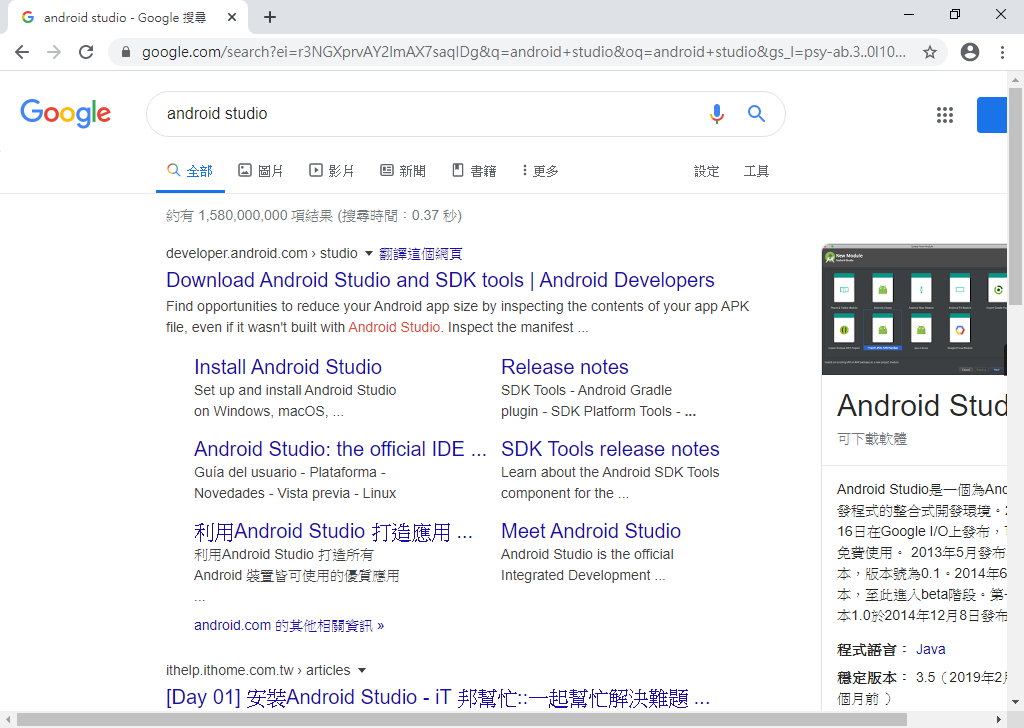 android studio - Google 搜尋
google.com/search?ei=r3NGXprvAY2lmAX7saqIDg&q=android+studio&oq=android+studio&gs_l=psy-ab.3..0l10...
Google
android studio
全部 圖片 影片 新聞 書籍 更多 設定 工具
約有 1,580,000,000 項結果 (搜尋時間：0.37 秒)
developer.android.com › studio 翻譯這個網頁
Download Android Studio and SDK tools | Android Developers
Find opportunities to reduce your Android app size by inspecting the contents of your app APK
file, even if it wasn't built with Android Studio. Inspect the manifest ...
Install Android Studio
Set up and install Android Studio
on Windows, macOS, ...
Release notes
SDK Tools - Android Gradle
plugin - SDK Platform Tools - ...
Android Studio: the official IDE ...
Guía del usuario - Plataforma -
Novedades - Vista previa - Linux
SDK Tools release notes
Learn about the Android SDK Tools
component for the ...
利用Android Studio 打造應用 ...
利用Android Studio 打造所有
Android 裝置皆可使用的優質應用
...
Meet Android Studio
Android Studio is the official
Integrated Development ...
android.com 的其他相關資訊 »
ithelp.ithome.com.tw › articles
[Day 01] 安裝Android Studio - iT 邦幫忙::一起幫忙解決難題 ...
New Module
Android Studio
Android Stud
可下載軟體
Android Studio是一個為And
發程式的整合式開發環境。2
16日在Google I/O上發布，
免費使用。 2013年5月發布
本，版本號為0.1。2014年6
本，至此進入beta階段。第一
本1.0於2014年12月8日發布
程式語言： Java
穩定版本： 3.5（2019年2月
個月前 ）